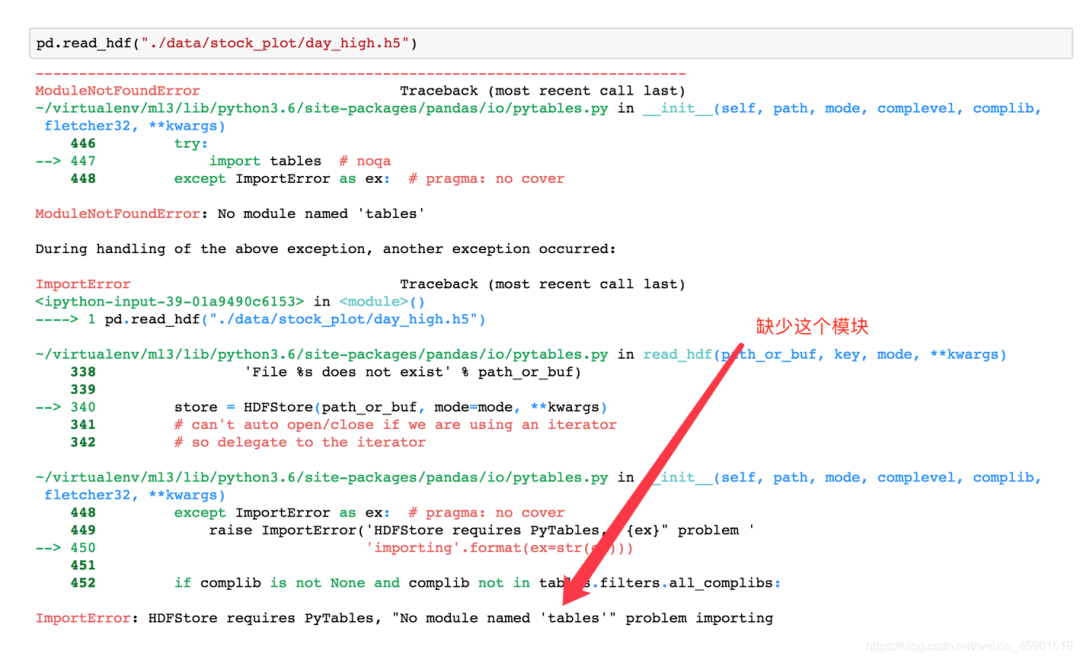 pd.read_hdf("./data/stock_plot/day_high.h5")
---------------------------------------------------------------------------
ModuleNotFoundError                       Traceback (most recent call last)
~/virtualenv/ml3/lib/python3.6/site-packages/pandas/io/pytables.py in __init__(self, path, mode, complevel, complib,
fletcher32, **kwargs)
446         try:
--> 447             import tables  # noqa
448         except ImportError as ex:  # pragma: no cover
ModuleNotFoundError: No module named 'tables'
During handling of the above exception, another exception occurred:
ImportError                               Traceback (most recent call last)
<ipython-input-39-01a9490c6153> in <module>()
----> 1 pd.read_hdf("./data/stock_plot/day_high.h5")
缺少这个模块
~/virtualenv/ml3/lib/python3.6/site-packages/pandas/io/pytables.py in read_hdf(path_or_buf, key, mode, **kwargs)
338                 'File %s does not exist' % path_or_buf)
339
--> 340         store = HDFStore(path_or_buf, mode=mode, **kwargs)
341         # can't auto open/close if we are using an iterator
342         # so delegate to the iterator
~/virtualenv/ml3/lib/python3.6/site-packages/pandas/io/pytables.py in __init__(self, path, mode, complevel, complib,
fletcher32, **kwargs)
448         except ImportError as ex:  # pragma: no cover
449             raise ImportError('HDFStore requires PyTables, "{ex}" problem '
--> 450                               'importing'.format(ex=str(ex)))
451
452         if complib is not None and complib not in tables.filters.all_complibs:
ImportError: HDFStore requires PyTables, "No module named 'tables'" problem importing
https://blog.csdn.net/weixin_45901519